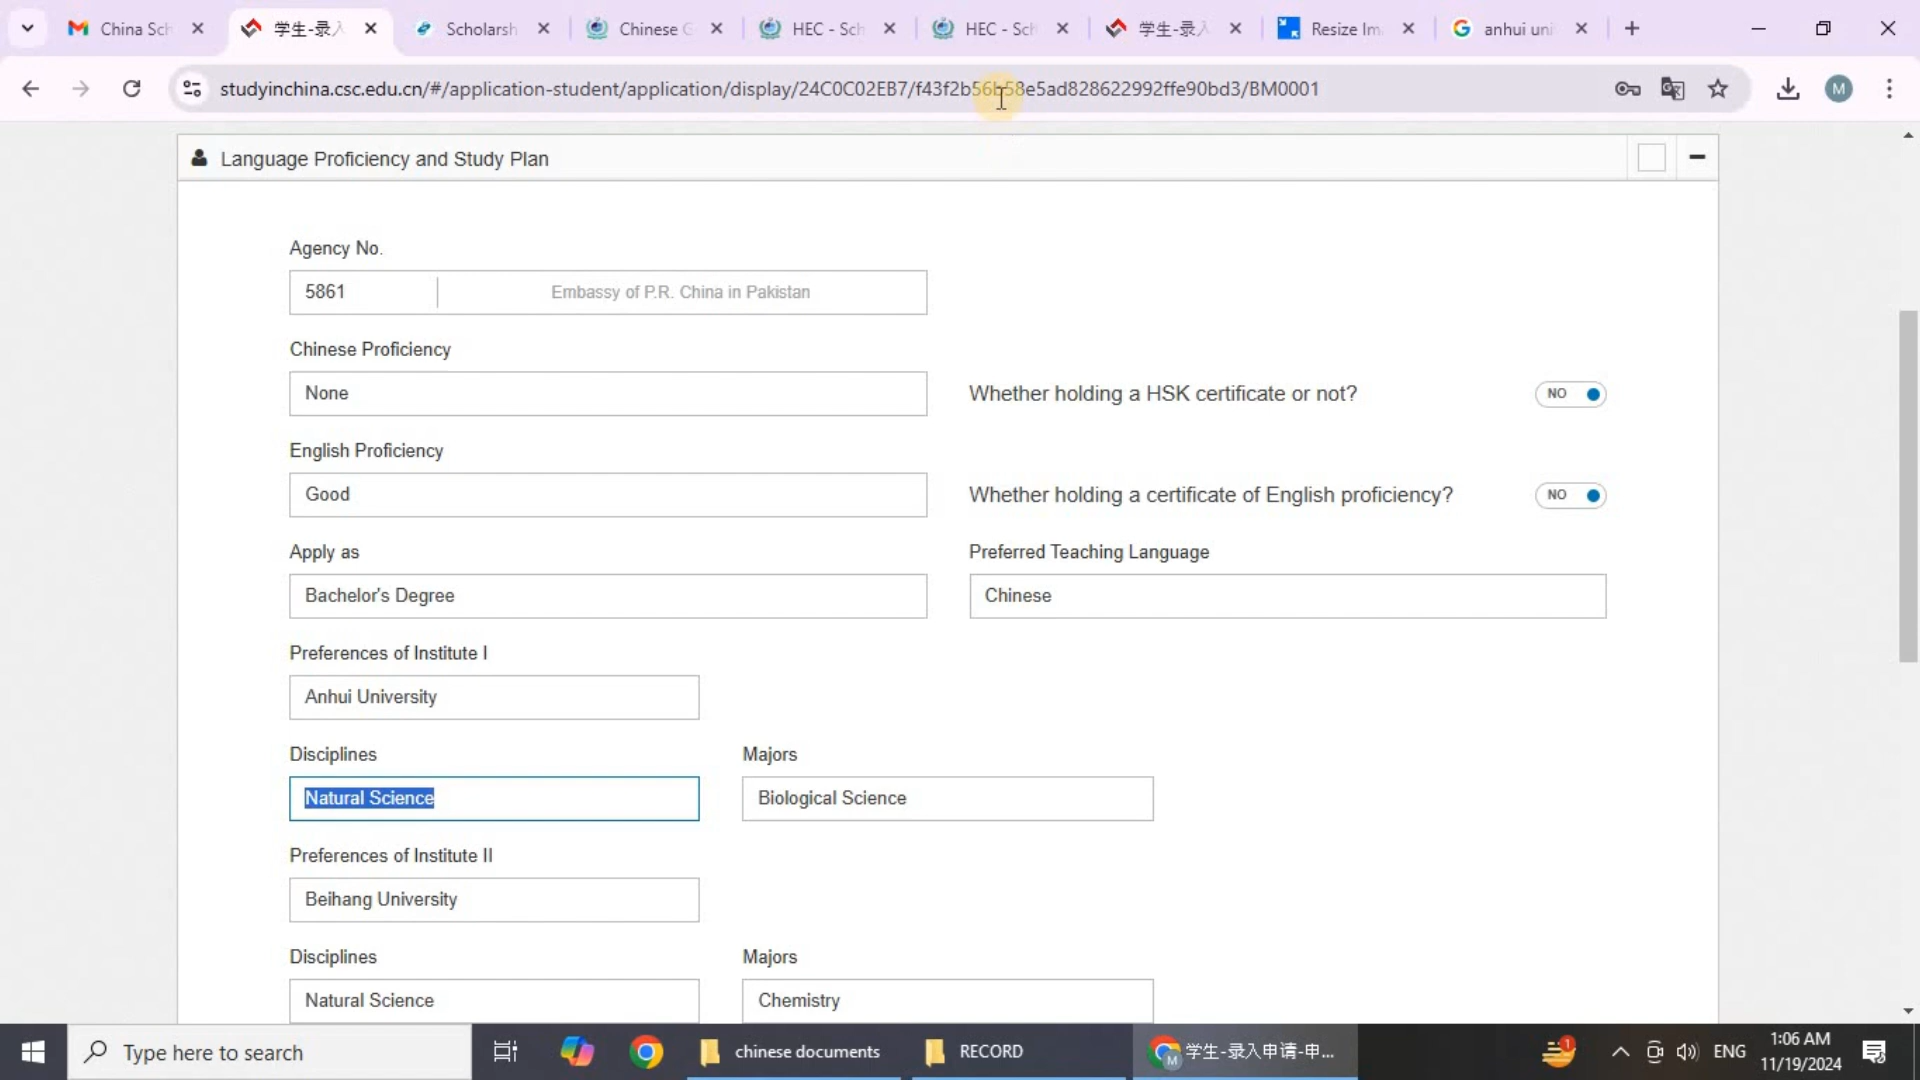 China Sch
学生-录入
Scholarsh
Chinese G
HEC - Sch
HEC - Sch
学生-录入
Resize Im
anhui uni
studyinchina.csc.edu.cn/#/application-student/application/display/24C0C02EB7/f43f2b56b58e5ad828622992ffe90bd3/BM0001
M
Language Proficiency and Study Plan
Agency No.
5861 Embassy of P.R. China in Pakistan
Chinese Proficiency
None
Whether holding a HSK certificate or not?
NO
English Proficiency
Good
Whether holding a certificate of English proficiency?
NO
Apply as
Preferred Teaching Language
Bachelor's Degree
Chinese
Preferences of Institute I
Anhui University
Disciplines
Majors
Natural Science
Biological Science
Preferences of Institute II
Beihang University
Disciplines
Majors
Natural Science
Chemistry
Type here to search
chinese documents
RECORD
M
学生-录入申请-申...
1
ENG
1:06 AM
11/19/2024